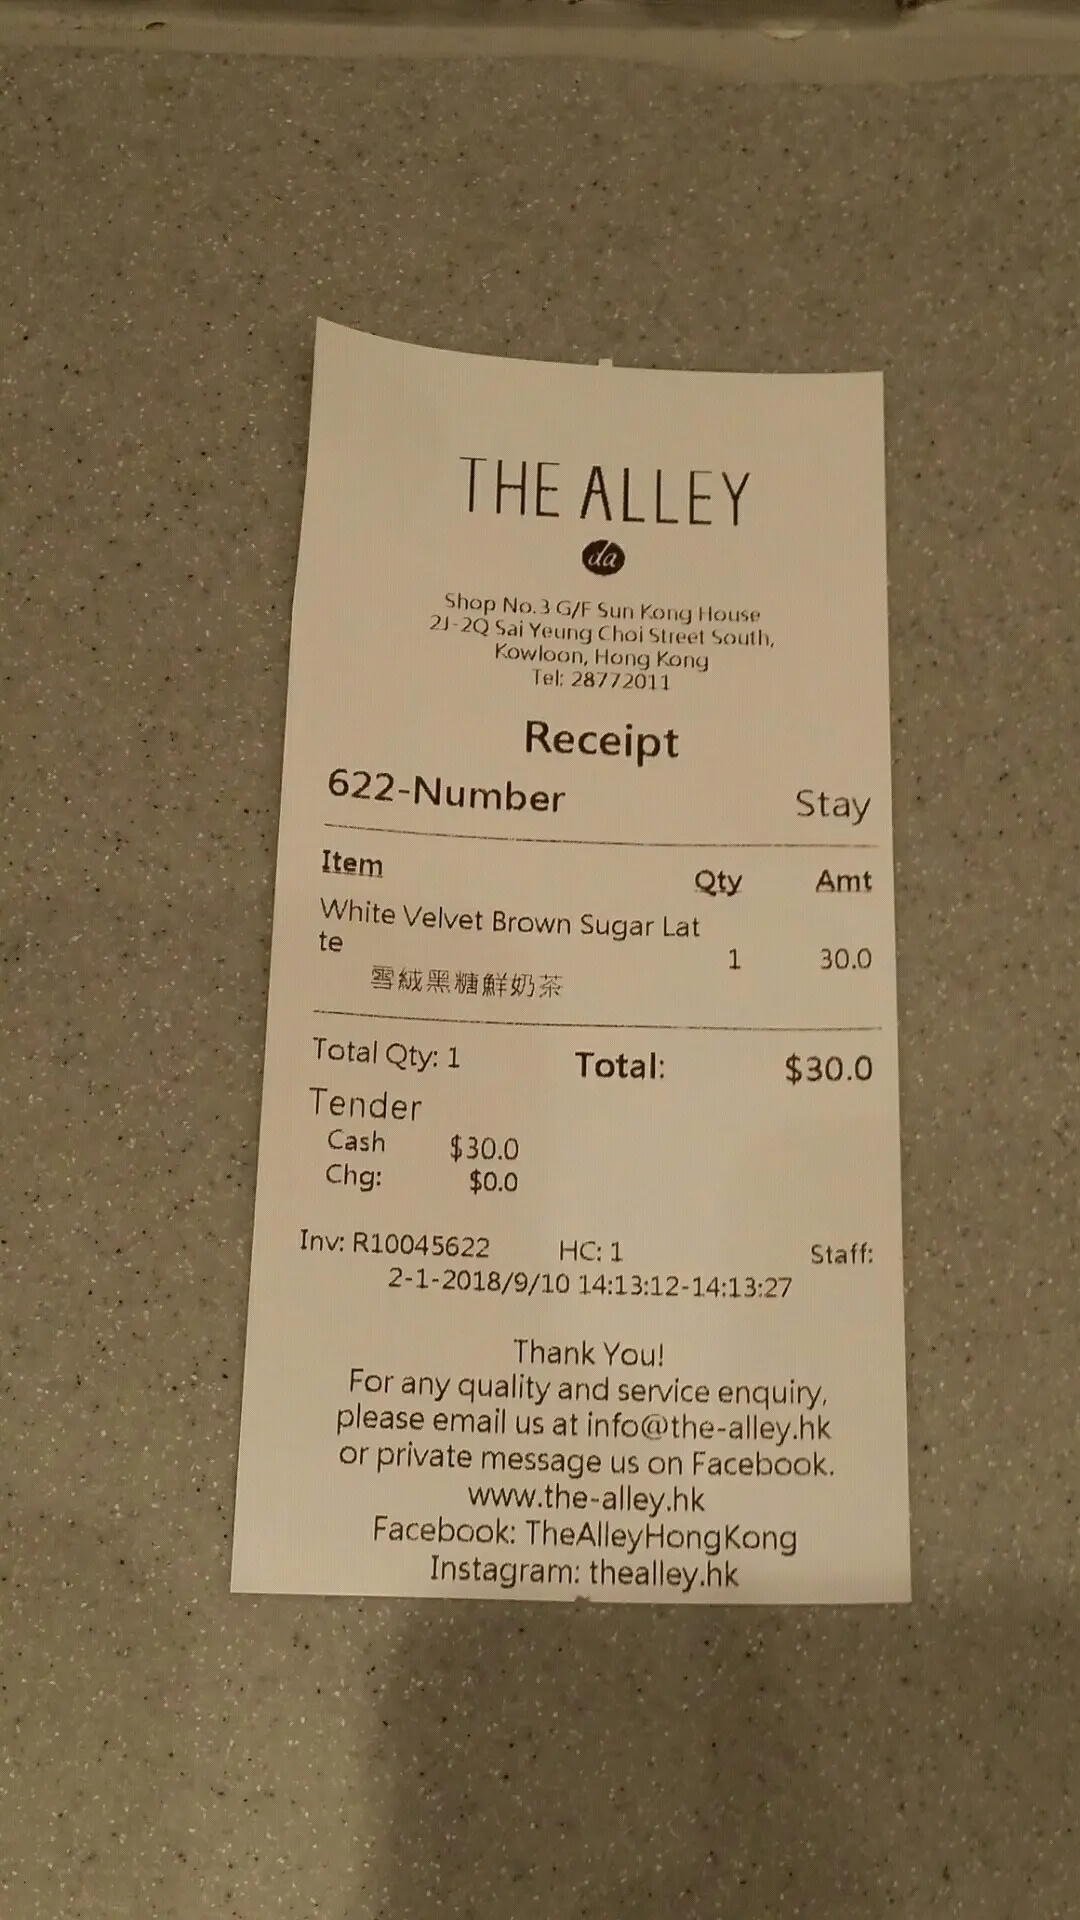 THE ALLEY
da
Shop No.3 G/F Sun Kong House
2J-2Q Sai Yeung Choi Street South,
Kowloon, Hong Kong
Tel: 28772011
Receipt
622-Number Stay
Item Qty Amt
White Velvet Brown Sugar Lat
te 1 30.0
雪絨黑糖鮮奶茶
Total Qty: 1 Total: $30.0
Tender
Cash $30.0
Chg: $0.0
Inv: R10045622 HC: 1 Staff:
2-1-2018/9/10 14:13:12-14:13:27
Thank You!
For any quality and service enquiry,
please email us at info@the-alley.hk
or private message us on Facebook.
www.the-alley.hk
Facebook: TheAlleyHongKong
Instagram: thealley.hk